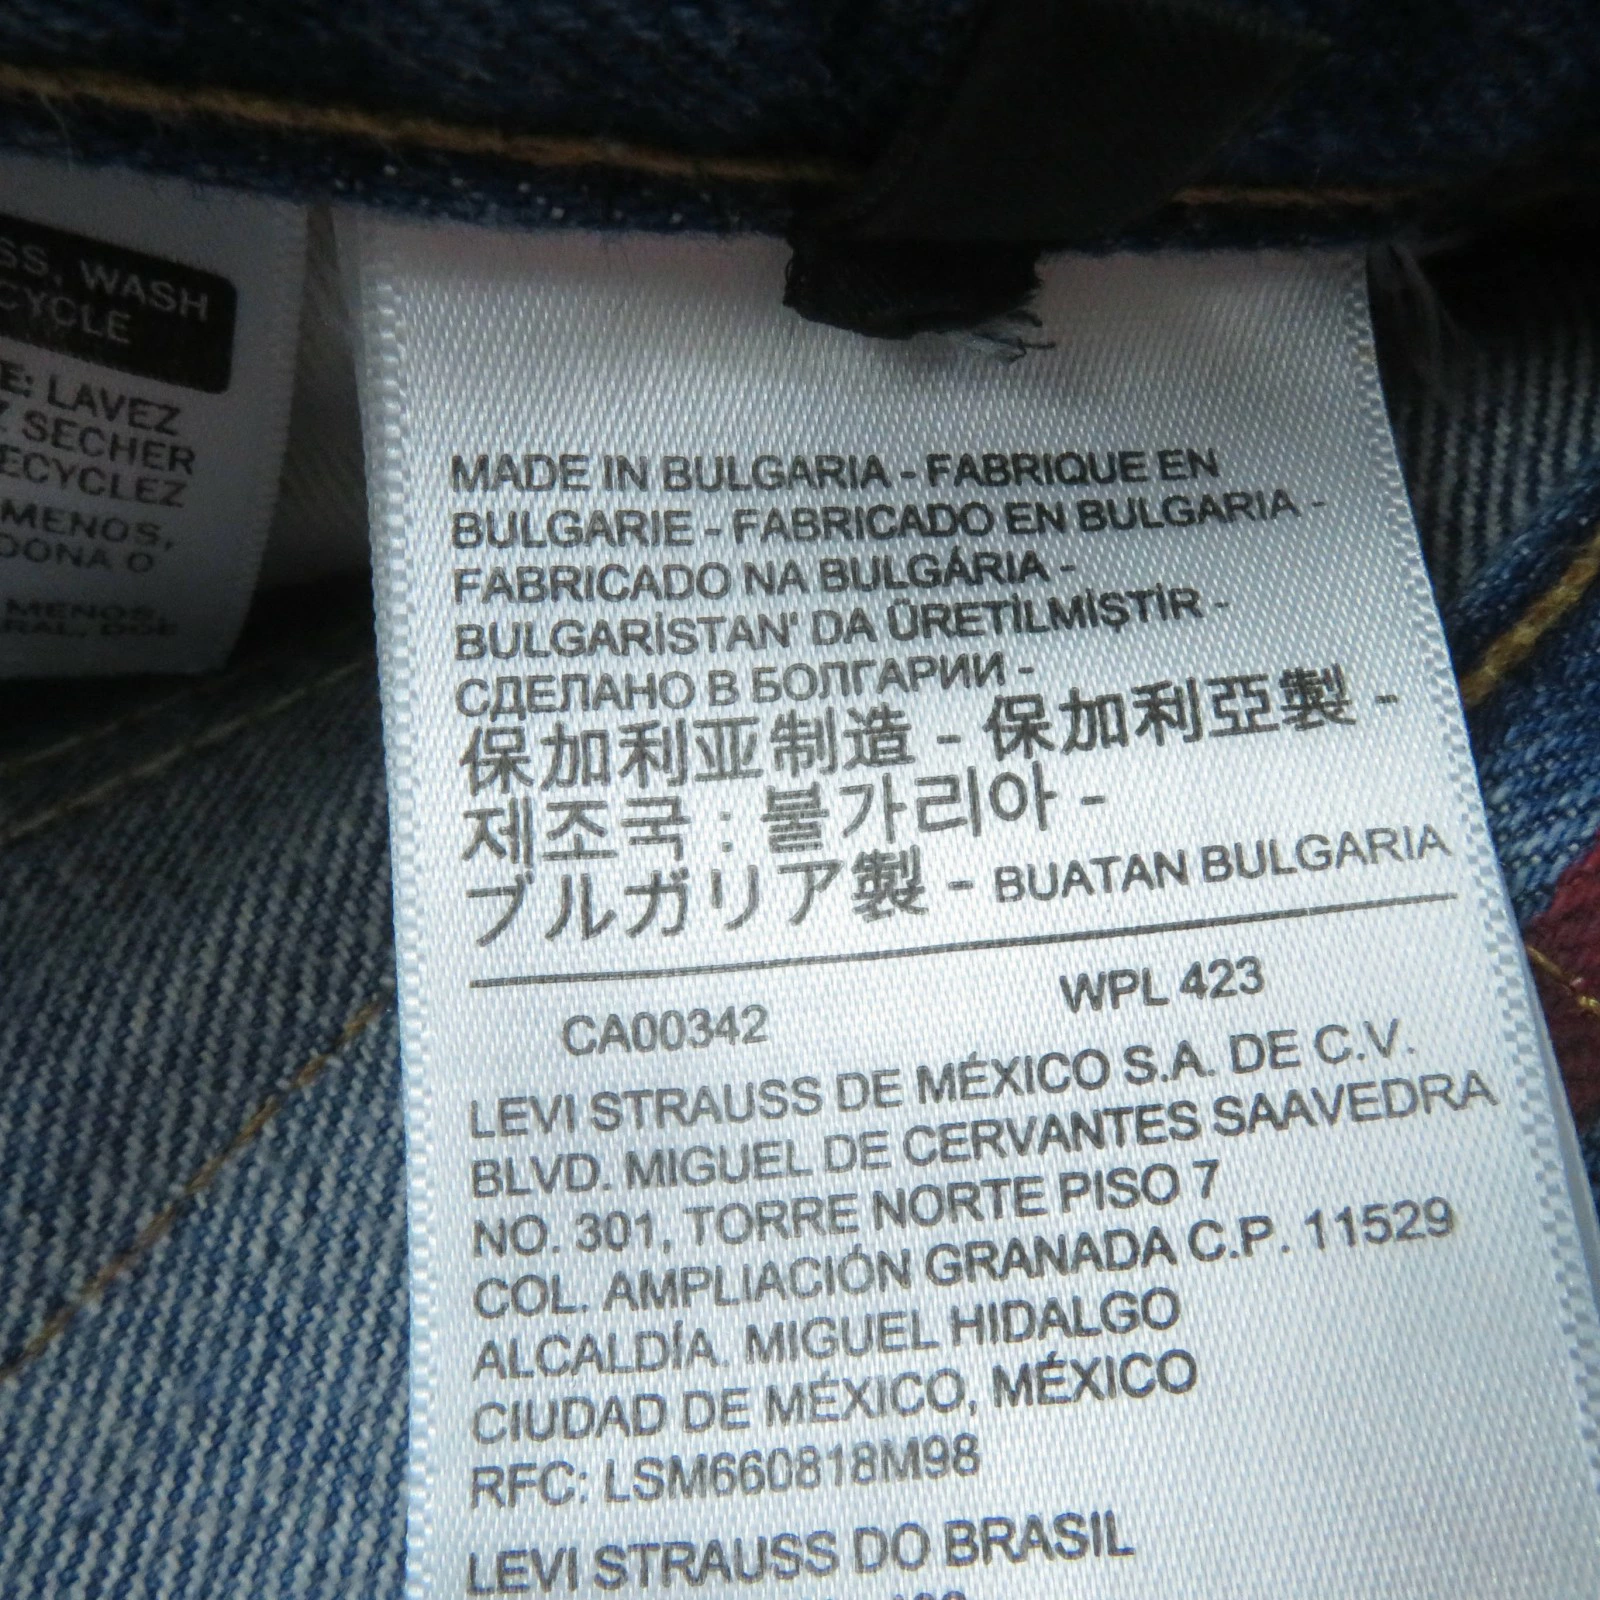 SS, WASH
CYCLE
E: LAVEZ
Z SECHER
ECYCLEZ
MENOS,
DONA O
MENOS,
RAL, DOE
MADE IN BULGARIA - FABRIQUE EN
BULGARIE - FABRICADO EN BULGARIA -
FABRICADO NA BULGÁRIA -
BULGARİSTAN' DA ÜRETİLMİŞTİR -
СДЕЛАНО В БОЛГАРИИ -
保加利亚制造 - 保加利亞製 -
제조국 : 불가리아 -
ブルガリア製 - BUATAN BULGARIA
CA00342 WPL 423
LEVI STRAUSS DE MÉXICO S.A. DE C.V.
BLVD. MIGUEL DE CERVANTES SAAVEDRA
NO. 301, TORRE NORTE PISO 7
COL. AMPLIACIÓN GRANADA C.P. 11529
ALCALDÍA. MIGUEL HIDALGO
CIUDAD DE MÉXICO, MÉXICO
RFC: LSM660818M98
LEVI STRAUSS DO BRASIL